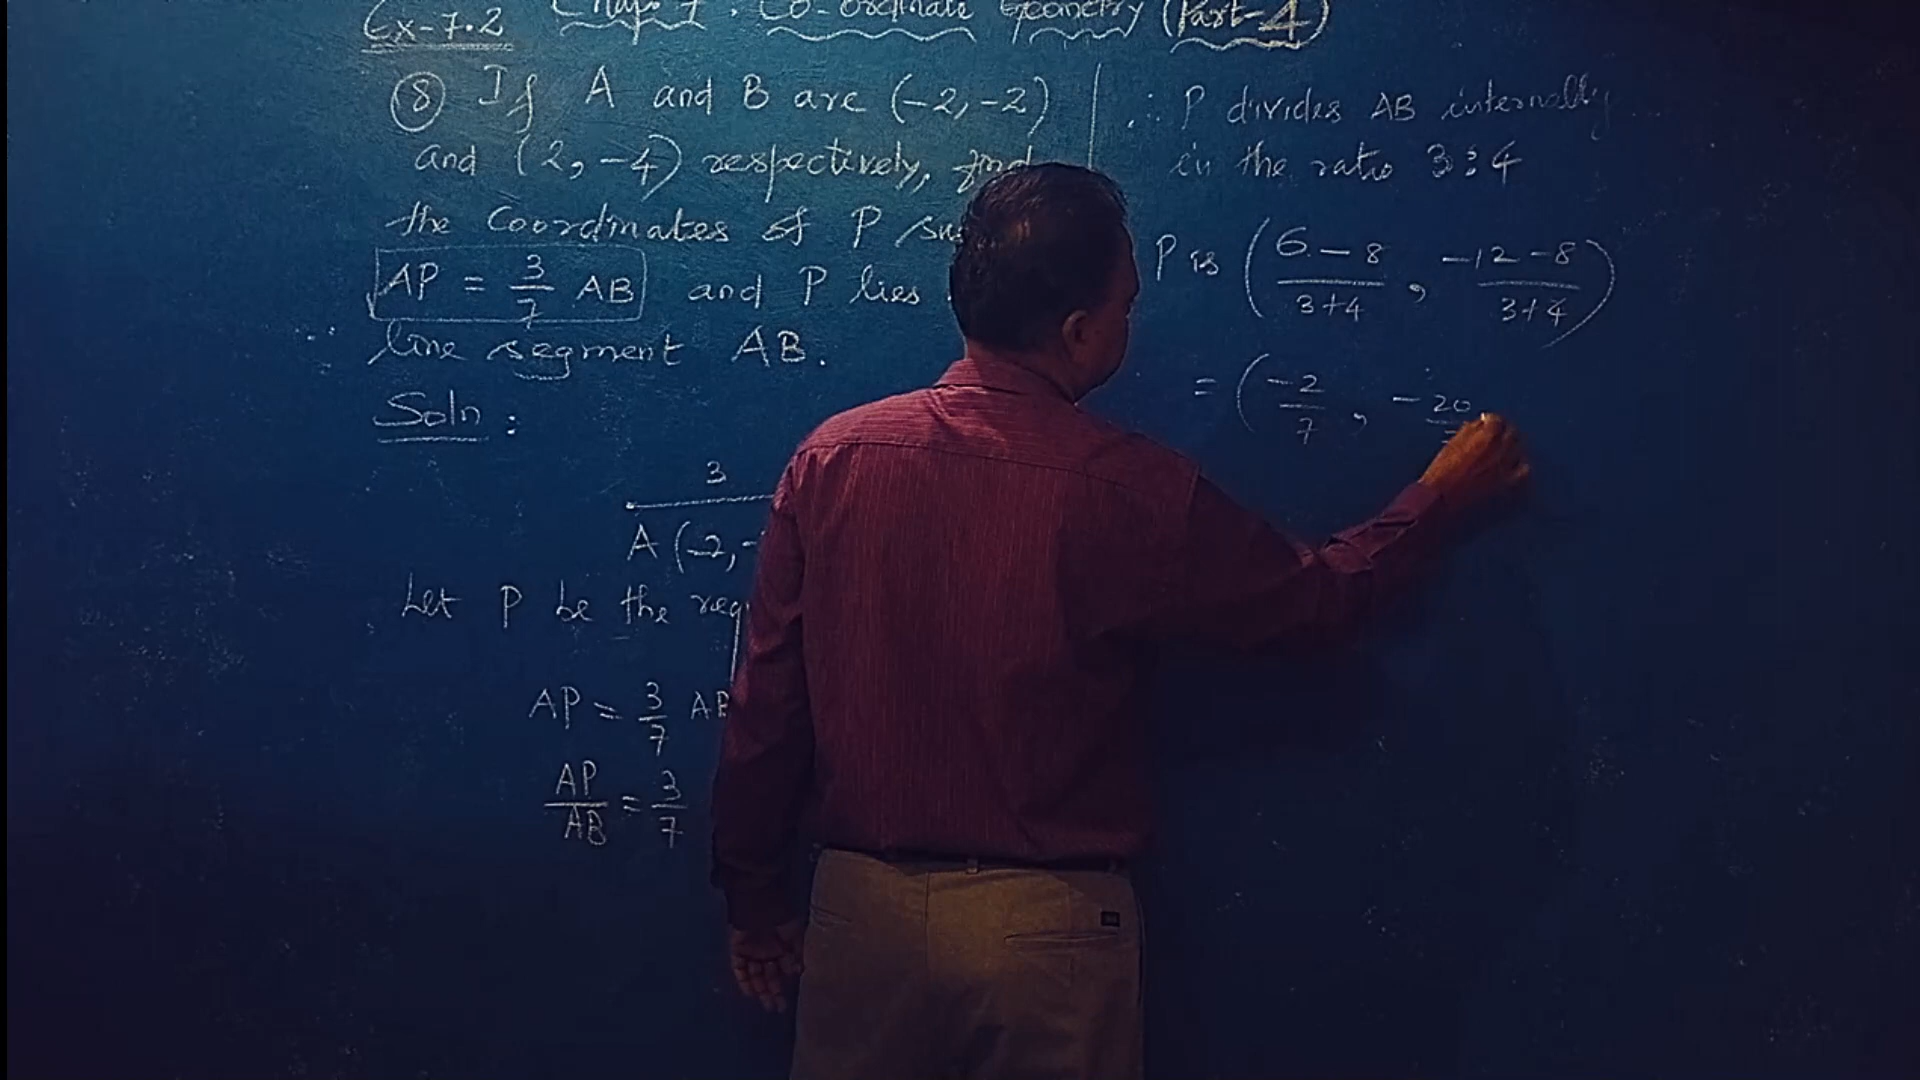 Ex-7.2 Chap 7. Co-ordinate Geometry (Part-4)
⑧ If A and B are (-2,-2)
and (2, -4) respectively, find
the coordinates of P
AP = 3/7 AB and P lies
line segment AB.
Soln :
3
A (-2,-
Let P be the req
AP = 3/7 AB
AP/AB = 3/7
∴ P divides AB internally
in the ratio 3:4
P is (6-8/3+4, -12-8/3+4)
= (-2/7, -20/7